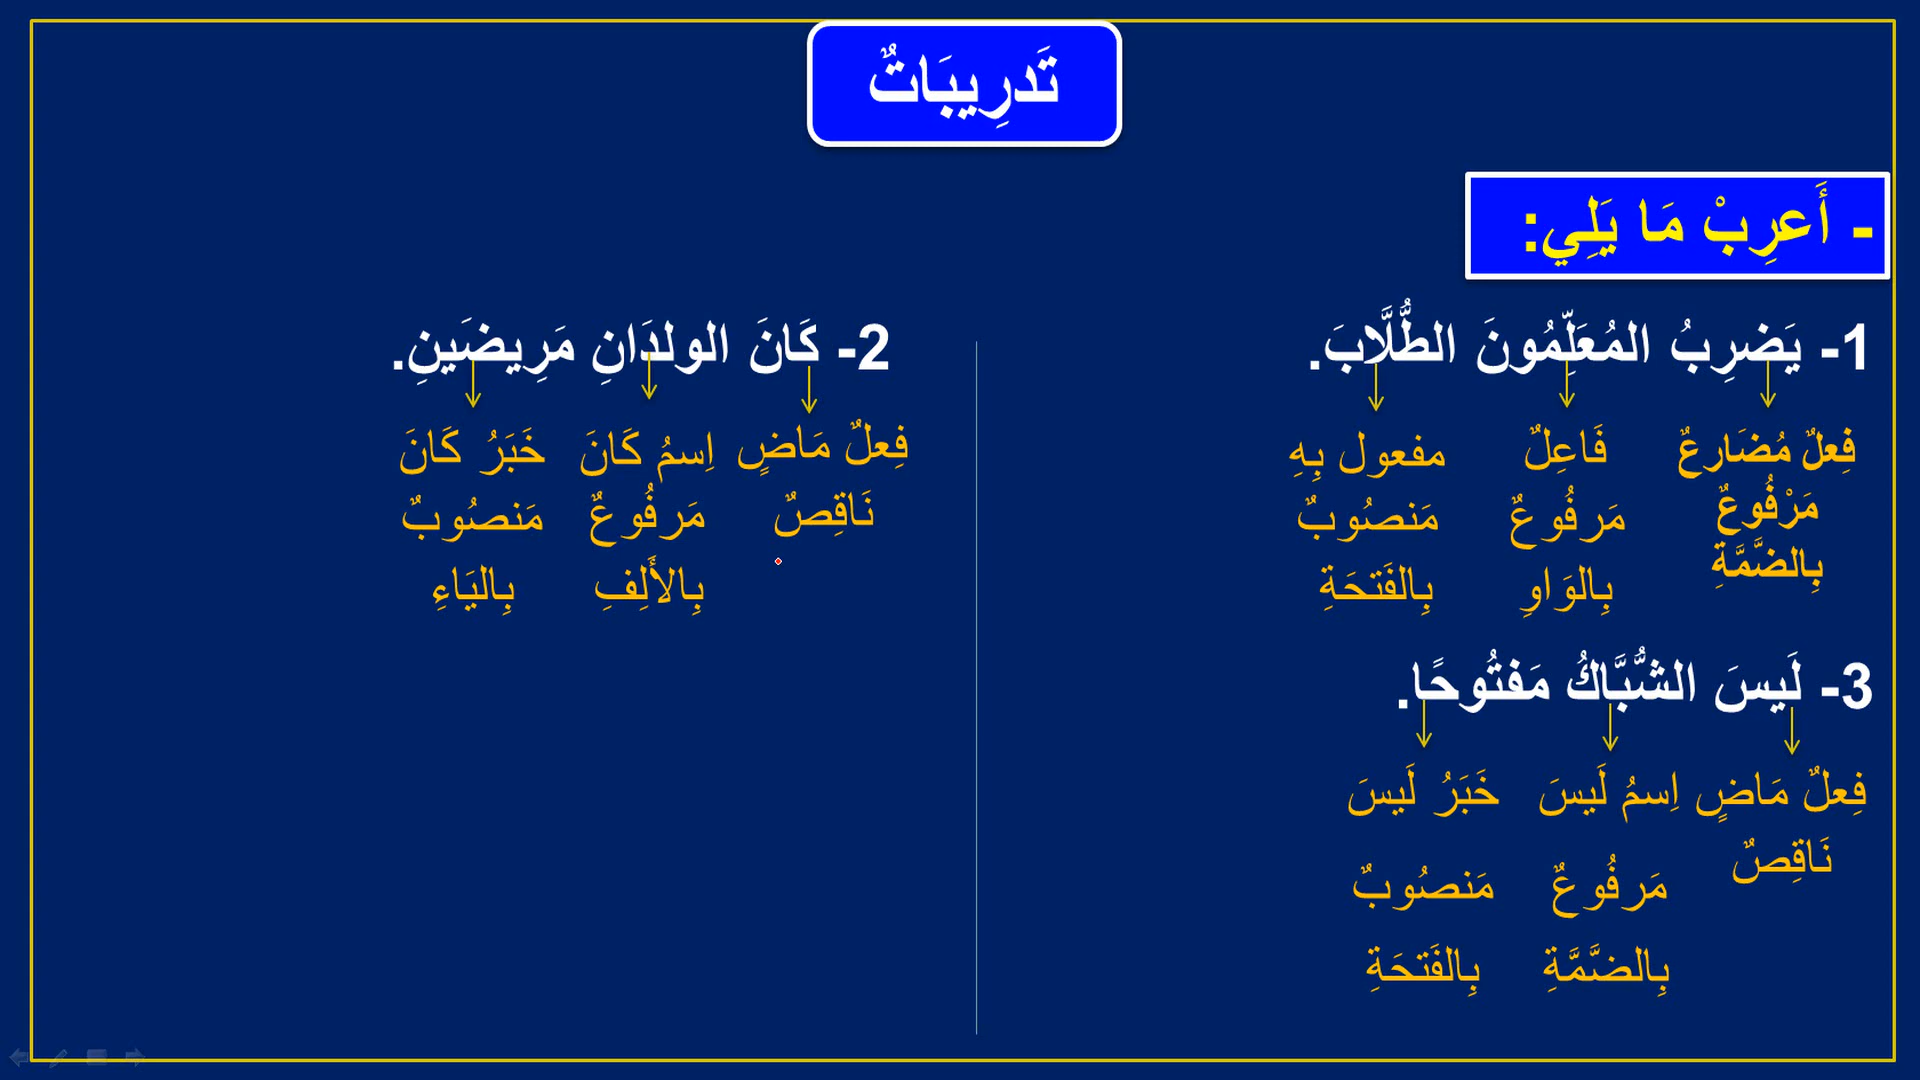 تَدرِيبَاتٌ
- أَعرِبْ مَا يَلِي:
1- يَضرِبُ المُعَلِّمُونَ الطُّلَّابَ.
فِعلٌ مُضَارعٌ فَاعِلٌ مفعول بِهِ
مَرْفُوعٌ مَرفُوعٌ مَنصُوبٌ
بِالضَّمَّةِ بِالوَاوِ بِالفَتحَةِ
2- كَانَ الولدَانِ مَرِيضَينِ.
فِعلٌ مَاضٍ اِسمُ كَانَ خَبَرُ كَانَ
نَاقِصٌ مَرفُوعٌ مَنصُوبٌ
بِالأَلِفِ بِاليَاءِ
3- لَيسَ الشُّبَّاكُ مَفتُوحًا.
فِعلٌ مَاضٍ اِسمُ لَيسَ خَبَرُ لَيسَ
نَاقِصٌ مَرفُوعٌ مَنصُوبٌ
بِالضَّمَّةِ بِالفَتحَةِ